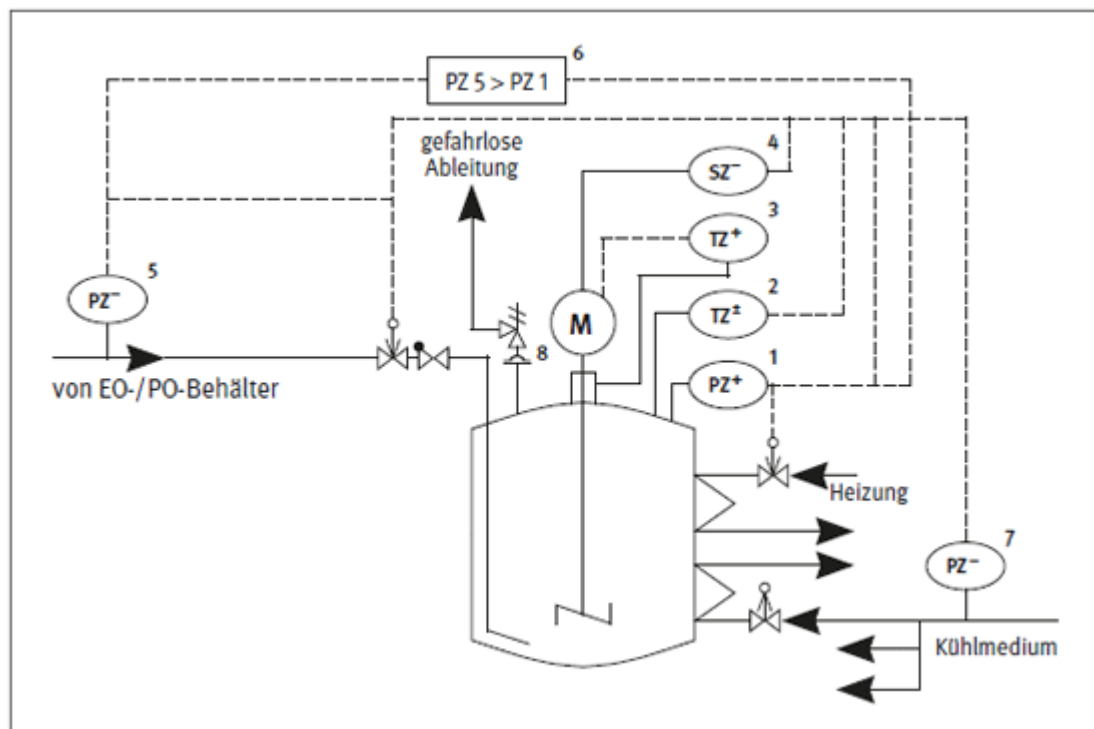 6
PZ 5 > PZ 1
gefahrlose
Ableitung
4
SZ⁻
3
TZ⁺
5
PZ⁻
2
TZ±
M
8
1
PZ⁺
von EO-/PO-Behälter
Heizung
7
PZ⁻
Kühlmedium